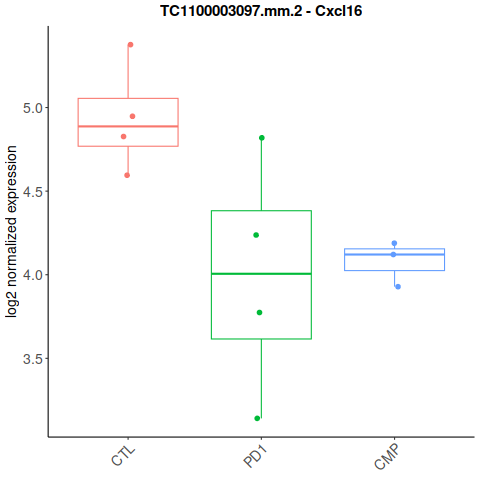 TC1100003097.mm.2 - Cxcl16
log2 normalized expression
5.0
4.5
4.0
3.5
CTL
PD1
CMP